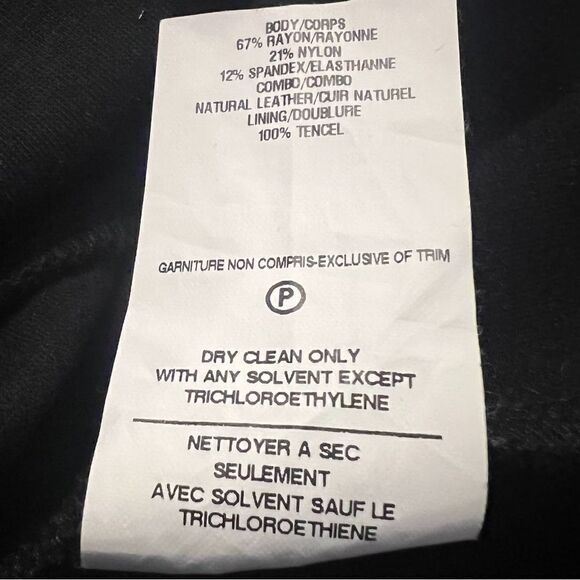 BODY/CORPS
67% RAYON/RAYONNE
21% NYLON
12% SPANDEX/ELASTHANNE
COMBO/COMBO
NATURAL LEATHER/CUIR NATUREL
LINING/DOUBLURE
100% TENCEL
GARNITURE NON COMPRIS-EXCLUSIVE OF TRIM
P
DRY CLEAN ONLY
WITH ANY SOLVENT EXCEPT
TRICHLOROETHYLENE
NETTOYER A SEC
SEULEMENT
AVEC SOLVENT SAUF LE
TRICHLOROETHIENE